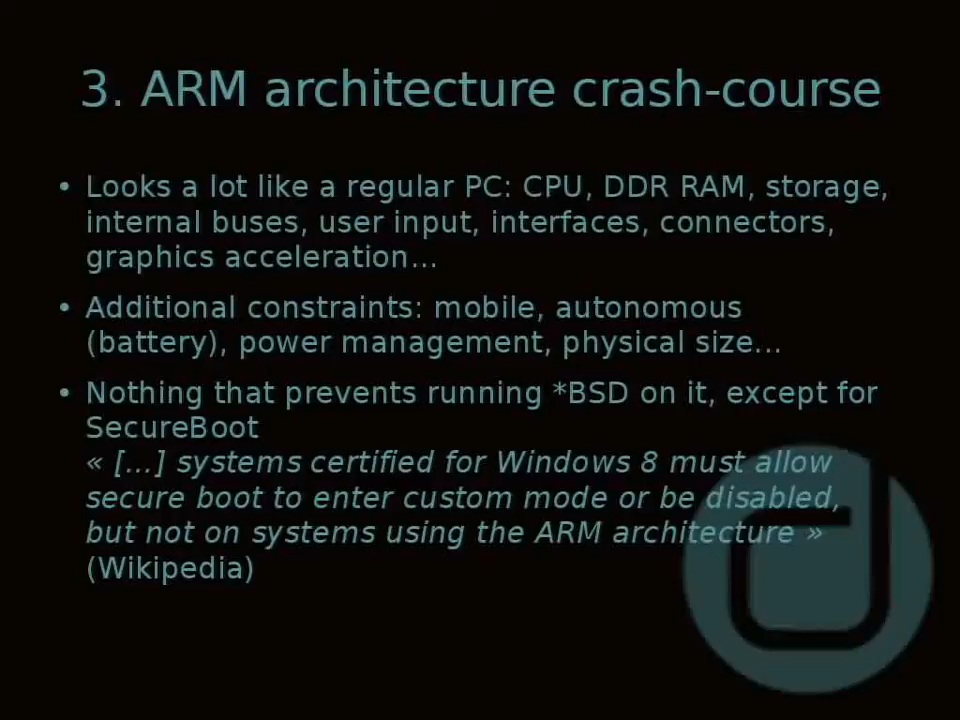 3. ARM architecture crash-course
• Looks a lot like a regular PC: CPU, DDR RAM, storage,
internal buses, user input, interfaces, connectors,
graphics acceleration...
• Additional constraints: mobile, autonomous
(battery), power management, physical size...
• Nothing that prevents running *BSD on it, except for
SecureBoot
« [...] systems certified for Windows 8 must allow
secure boot to enter custom mode or be disabled,
but not on systems using the ARM architecture »
(Wikipedia)